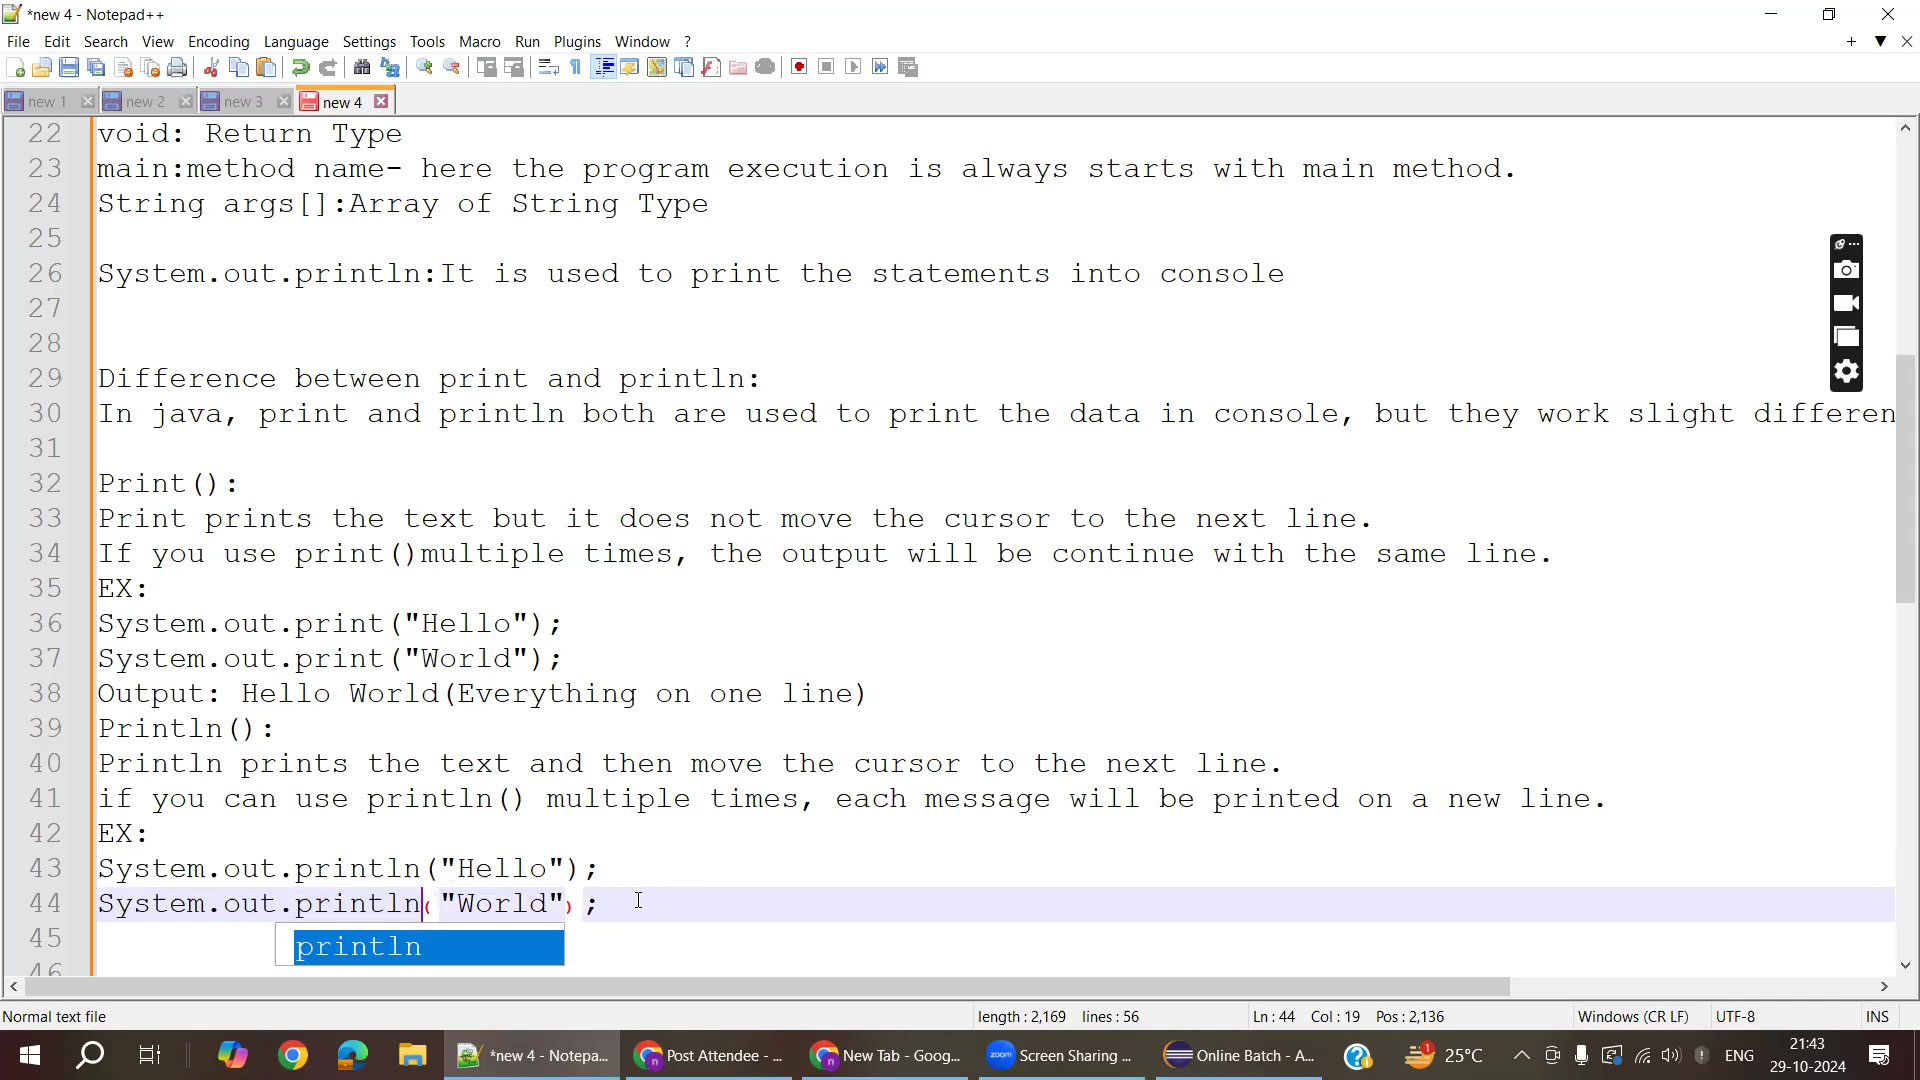 *new 4 - Notepad++
File Edit Search View Encoding Language Settings Tools Macro Run Plugins Window ?
new 1 new 2 new 3 new 4
22 void: Return Type
23 main:method name- here the program execution is always starts with main method.
24 String args[]:Array of String Type
25
26 System.out.println:It is used to print the statements into console
27
28
29 Difference between print and println:
30 In java, print and println both are used to print the data in console, but they work slight differen
31
32 Print():
33 Print prints the text but it does not move the cursor to the next line.
34 If you use print()multiple times, the output will be continue with the same line.
35 EX:
36 System.out.print("Hello");
37 System.out.print("World");
38 Output: Hello World(Everything on one line)
39 Println():
40 Println prints the text and then move the cursor to the next line.
41 if you can use println() multiple times, each message will be printed on a new line.
42 EX:
43 System.out.println("Hello");
44 System.out.println("World");
45 println
46
Normal text file length : 2,169 lines : 56 Ln : 44 Col : 19 Pos : 2,136 Windows (CR LF) UTF-8 INS
*new 4 - Notepa... Post Attendee - ... New Tab - Goog... zoom Screen Sharing ... Online Batch - A... 1 25°C ENG 21:43
29-10-2024